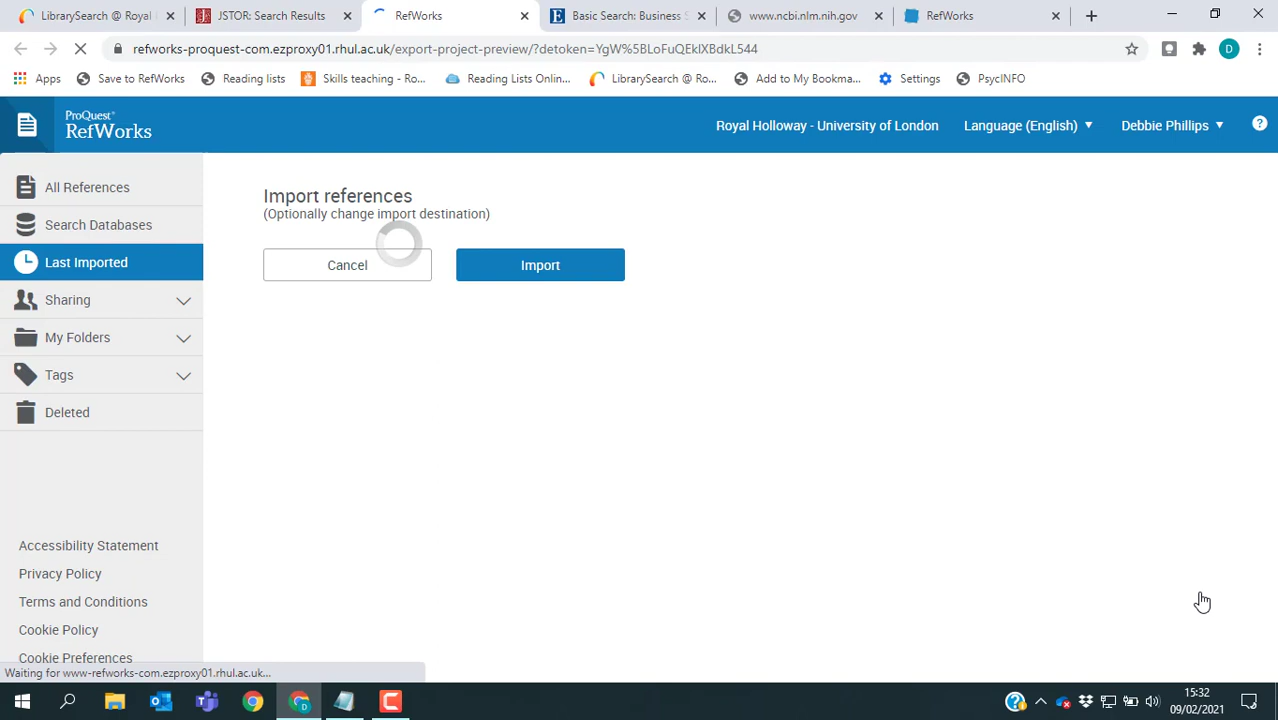 LibrarySearch @ Royal
JSTOR: Search Results
RefWorks
Basic Search: Business S
www.ncbi.nlm.nih.gov
RefWorks
refworks-proquest-com.ezproxy01.rhul.ac.uk/export-project-preview/?detoken=YgW%5BLoFuQEklXBdkL544
D
Apps
Save to RefWorks
Reading lists
Skills teaching - Ro...
Reading Lists Onlin...
LibrarySearch @ Ro...
Add to My Bookma...
Settings
PsycINFO
ProQuest®
RefWorks
Royal Holloway - University of London
Language (English)
Debbie Phillips
?
All References
Search Databases
Last Imported
Sharing
My Folders
Tags
Deleted
Import references
(Optionally change import destination)
Cancel
Import
Accessibility Statement
Privacy Policy
Terms and Conditions
Cookie Policy
Cookie Preferences
Waiting for www-refworks-com.ezproxy01.rhul.ac.uk...
15:32
09/02/2021